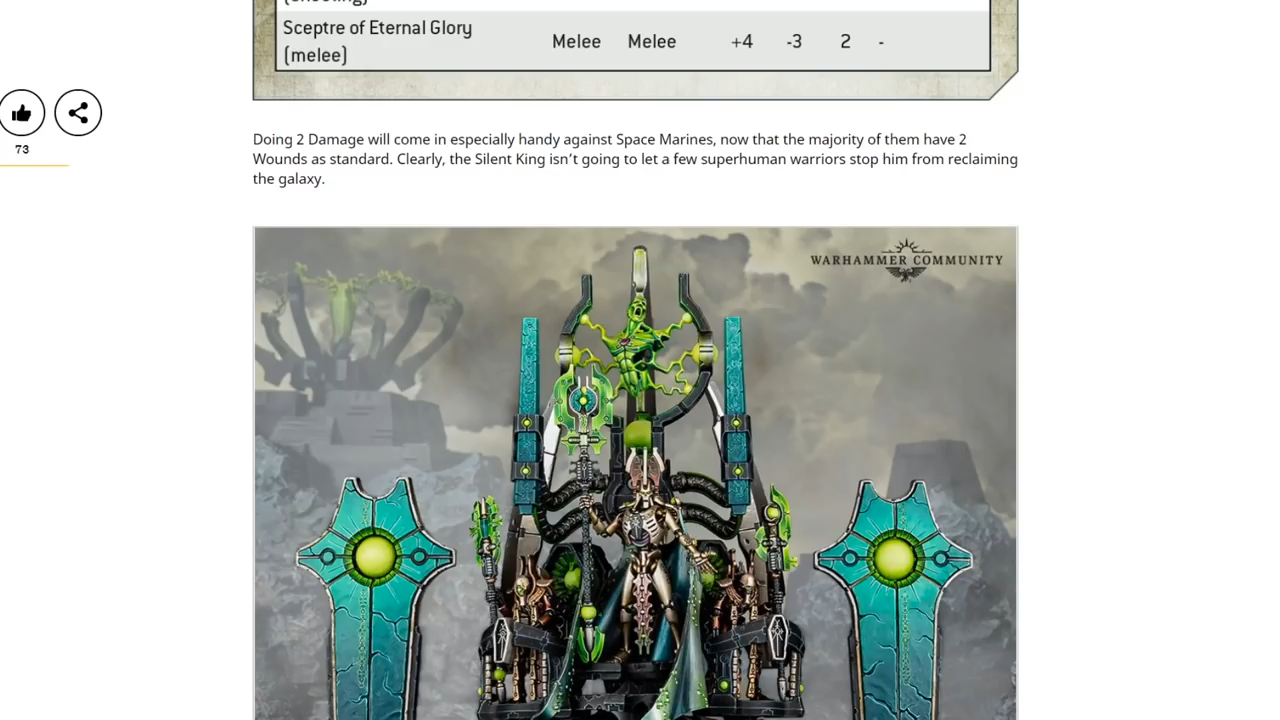 (shooting)
Sceptre of Eternal Glory
(melee)
Melee Melee +4 -3 2 -
73
Doing 2 Damage will come in especially handy against Space Marines, now that the majority of them have 2
Wounds as standard. Clearly, the Silent King isn’t going to let a few superhuman warriors stop him from reclaiming
the galaxy.
WARHAMMER COMMUNITY